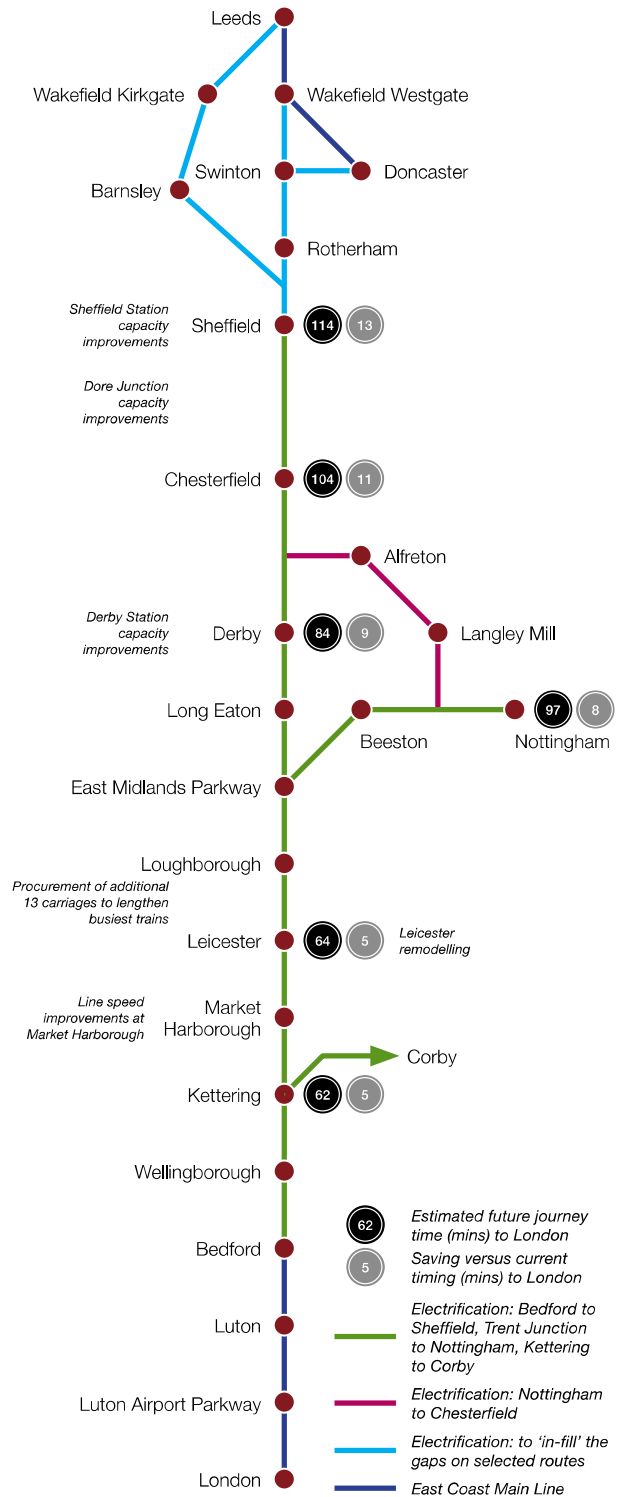 Leeds
Wakefield Kirkgate
Wakefield Westgate
Swinton
Doncaster
Barnsley
Rotherham
Sheffield Station
capacity
improvements
Sheffield
114
13
Dore Junction
capacity
improvements
Chesterfield
104
11
Alfreton
Derby Station
capacity
improvements
Derby
84
9
Langley Mill
Long Eaton
Beeston
Nottingham
97
8
East Midlands Parkway
Loughborough
Procurement of additional
13 carriages to lengthen
busiest trains
Leicester
64
5
Leicester
remodelling
Line speed
improvements at
Market Harborough
Market
Harborough
Corby
Kettering
62
5
Wellingborough
Bedford
Luton
Luton Airport Parkway
London
62
Estimated future journey
time (mins) to London
5
Saving versus current
timing (mins) to London
Electrification: Bedford to
Sheffield, Trent Junction
to Nottingham, Kettering
to Corby
Electrification: Nottingham
to Chesterfield
Electrification: to ‘in-fill’ the
gaps on selected routes
East Coast Main Line